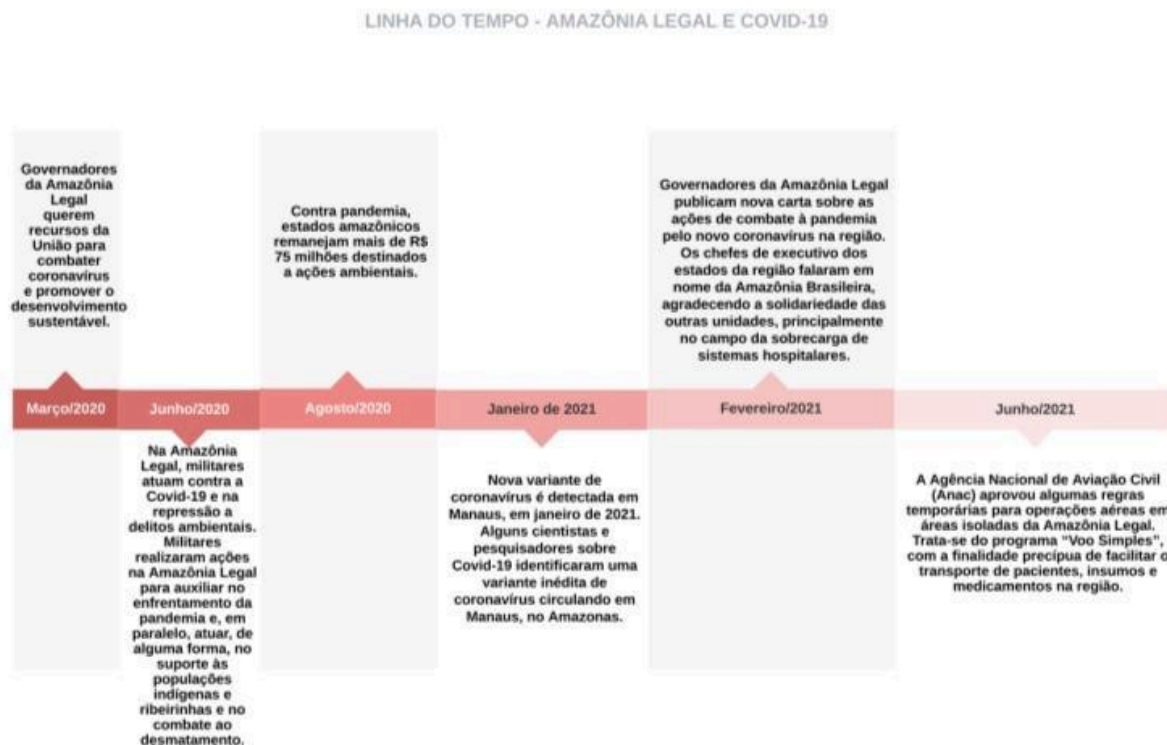 LINHA DO TEMPO - AMAZÔNIA LEGAL E COVID-19
Governadores
da Amazônia
Legal
querem
recursos da
União para
combater
coronavírus
e promover o
desenvolvimento
sustentável.
Março/2020
Junho/2020
Na Amazônia
Legal, militares
atuam contra a
Covid-19 e na
repressão a
delitos ambientais.
Militares
realizaram ações
na Amazônia Legal
para auxiliar no
enfrentamento da
pandemia e, em
paralelo, atuar, de
alguma forma, no
suporte às
populações
indígenas e
ribeirinhas e no
combate ao
desmatamento.
Contra pandemia,
estados amazônicos
remanejam mais de R$
75 milhões destinados
a ações ambientais.
Agosto/2020
Janeiro de 2021
Nova variante de
coronavírus é detectada em
Manaus, em janeiro de 2021.
Alguns cientistas e
pesquisadores sobre
Covid-19 identificaram uma
variante inédita de
coronavírus circulando em
Manaus, no Amazonas.
Governadores da Amazônia Legal
publicam nova carta sobre as
ações de combate à pandemia
pelo novo coronavírus na região.
Os chefes de executivo dos
estados da região falaram em
nome da Amazônia Brasileira,
agradecendo a solidariedade das
outras unidades, principalmente
no campo da sobrecarga de
sistemas hospitalares.
Fevereiro/2021
Junho/2021
A Agência Nacional de Aviação Civil
(Anac) aprovou algumas regras
temporárias para operações aéreas em
áreas isoladas da Amazônia Legal.
Trata-se do programa “Voo Simples”,
com a finalidade precípua de facilitar o
transporte de pacientes, insumos e
medicamentos na região.